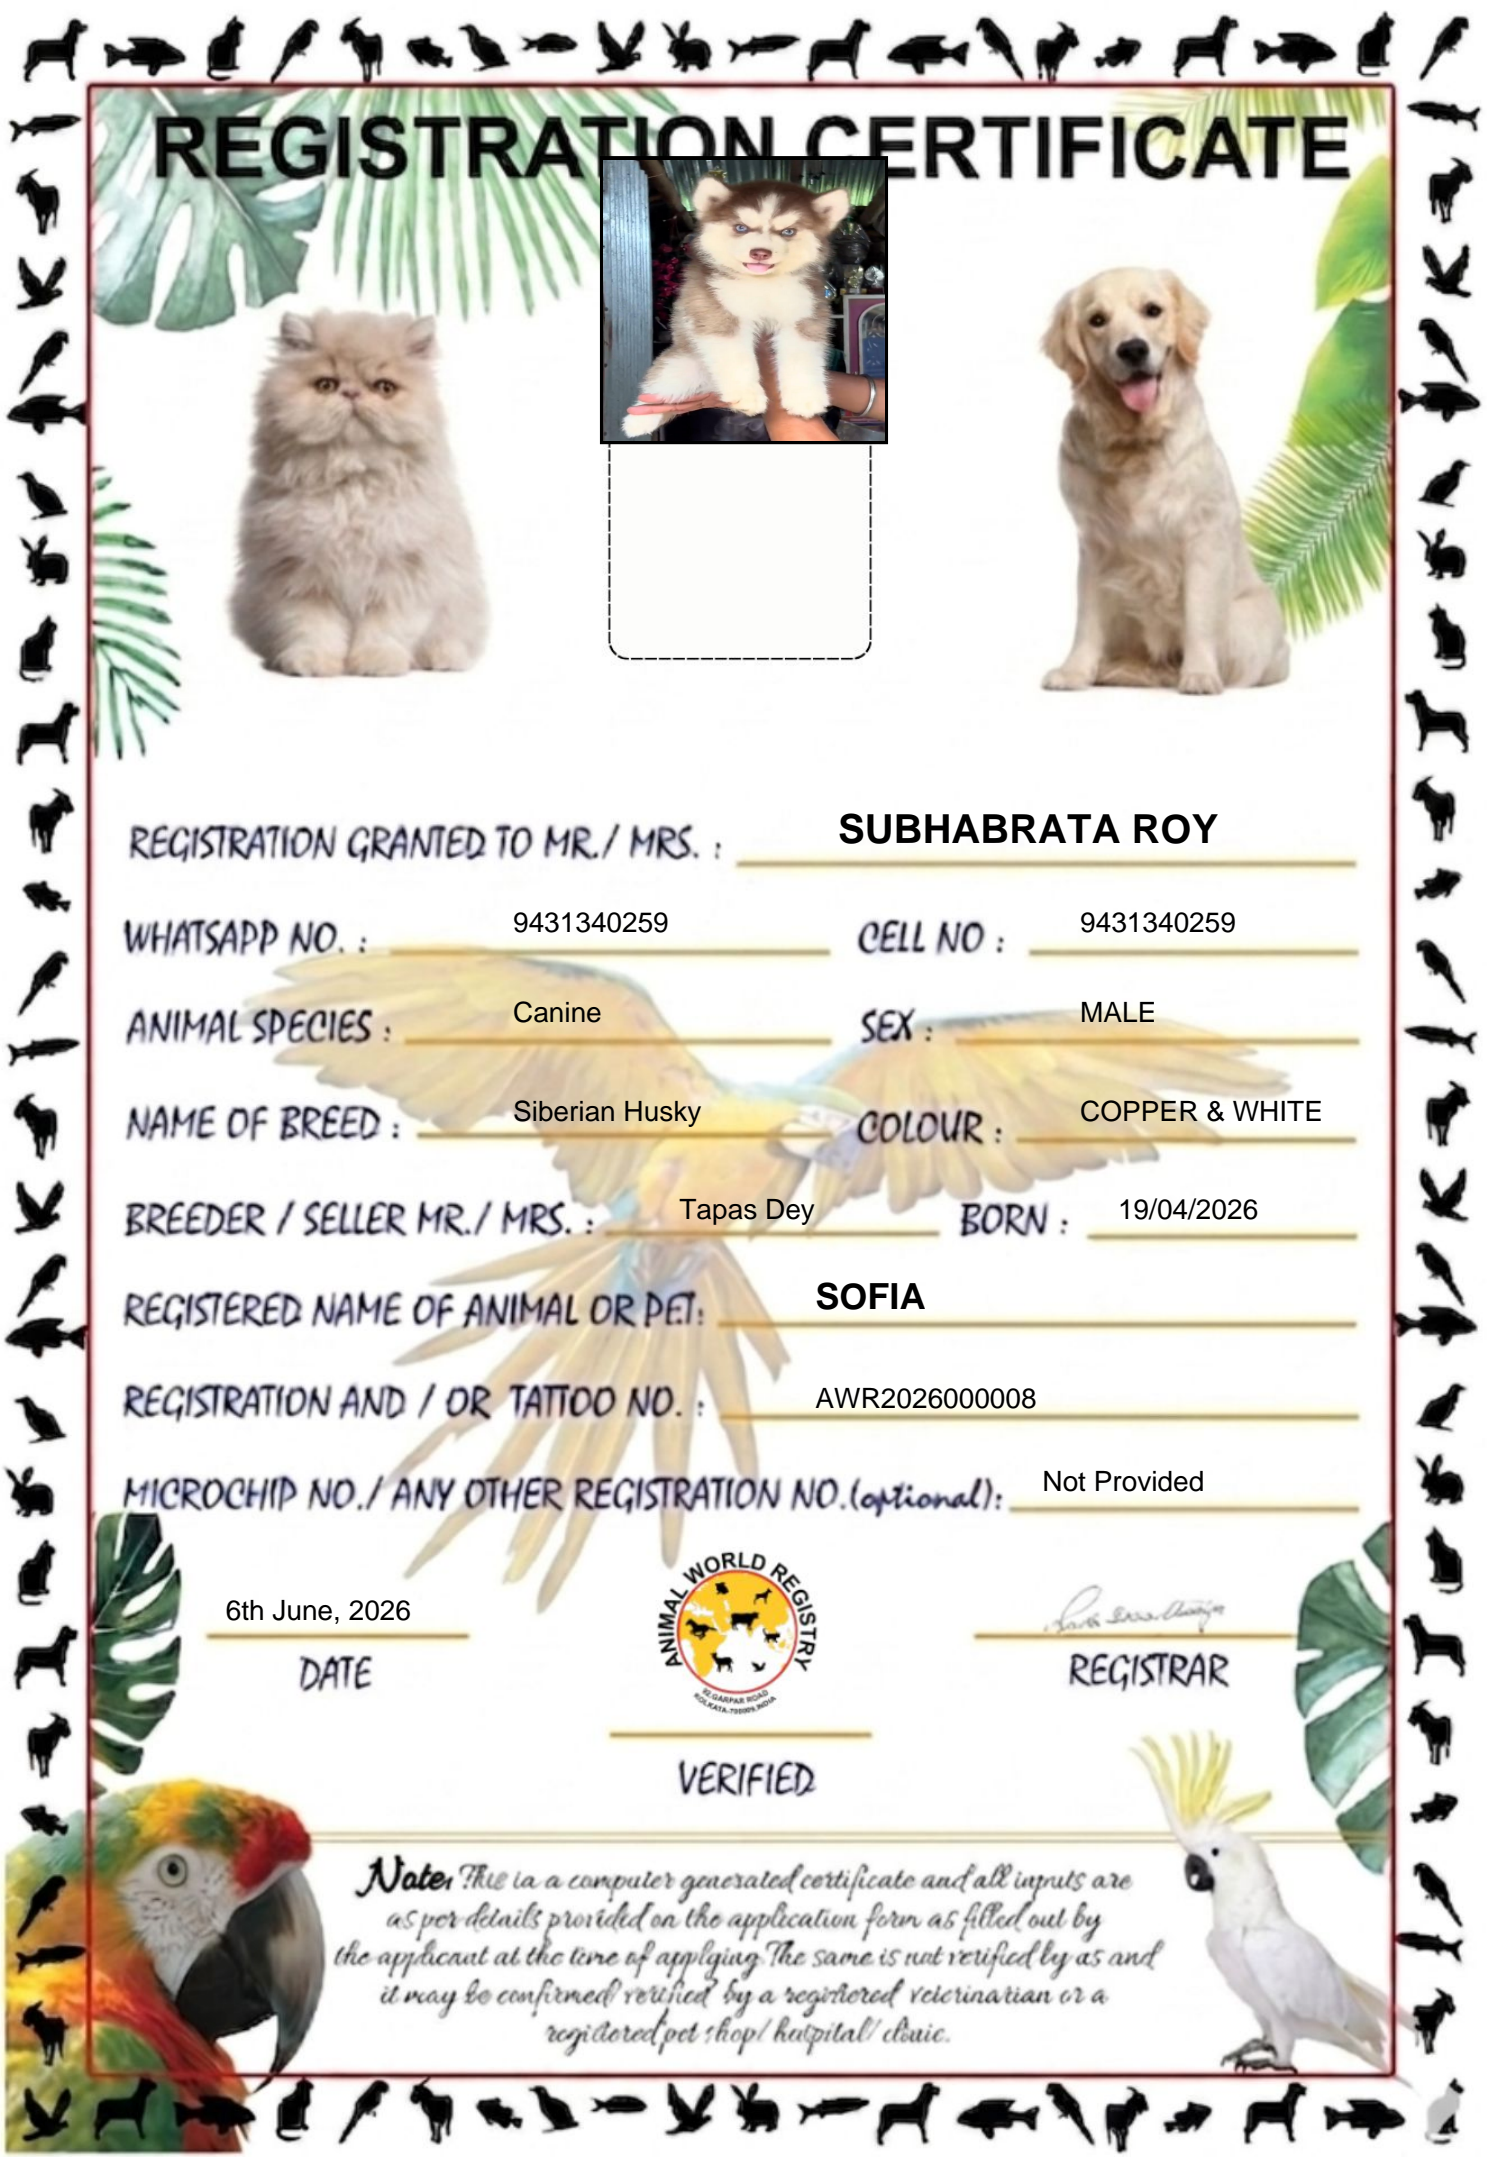 REGISTRATION CERTIFICATE
REGISTRATION GRANTED TO MR./ MRS. : SUBHABRATA ROY
WHATSAPP NO. : 9431340259 CELL NO : 9431340259
ANIMAL SPECIES : Canine SEX : MALE
NAME OF BREED : Siberian Husky COLOUR : COPPER & WHITE
BREEDER / SELLER MR./ MRS. : Tapas Dey BORN : 19/04/2026
REGISTERED NAME OF ANIMAL OR PET: SOFIA
REGISTRATION AND / OR TATTOO NO. : AWR2026000008
MICROCHIP NO./ ANY OTHER REGISTRATION NO.(optional): Not Provided
6th June, 2026
DATE
ANIMAL WORLD REGISTRY
92,GARPAR ROAD
KOLKATA-700009,INDIA
REGISTRAR
VERIFIED
Note: This is a computer generated certificate and all inputs are
as per details provided on the application form as filled out by
the applicant at the time of applying. The same is not verified by us and
it may be confirmed/ verified by a registered veterinarian or a
registered pet shop/ hospital/ clinic.